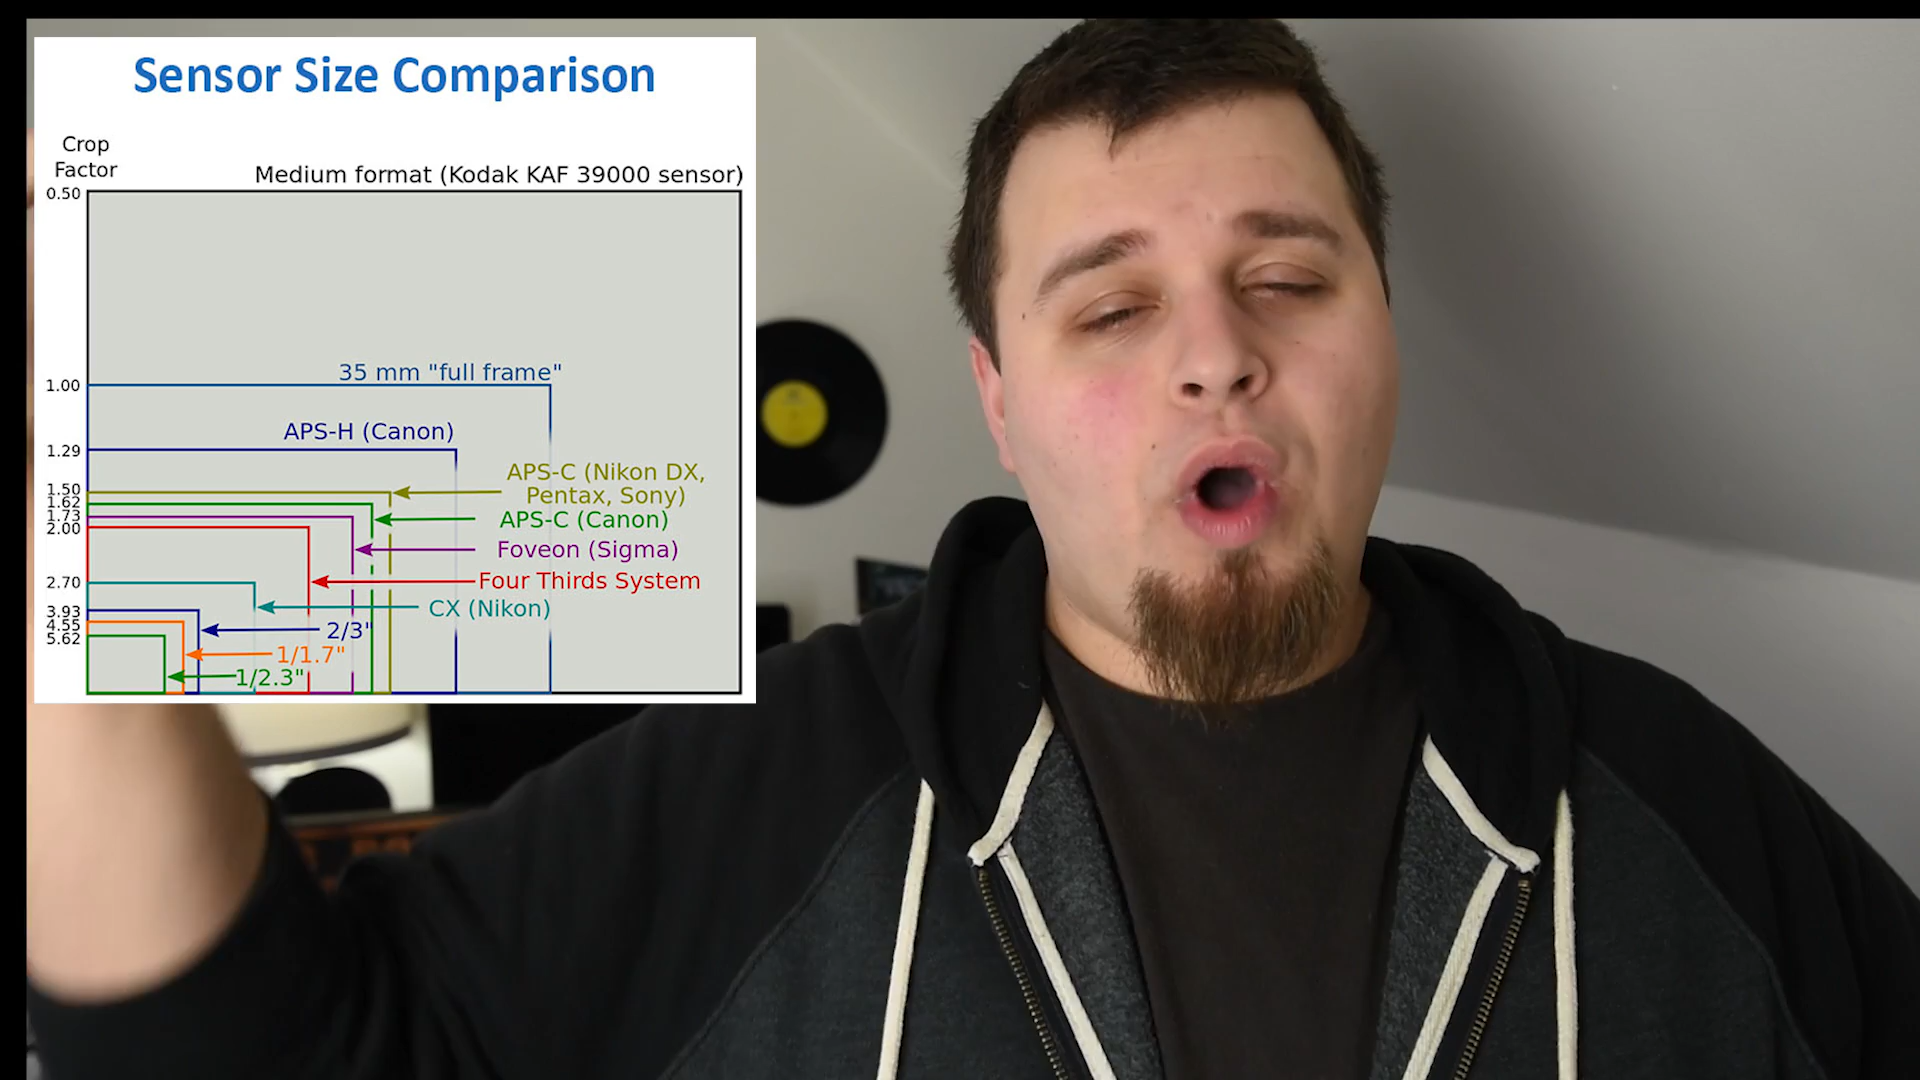 Sensor Size Comparison
Crop
Factor
Medium format (Kodak KAF 39000 sensor)
0.50
35 mm "full frame"
1.00
APS-H (Canon)
1.29
APS-C (Nikon DX,
Pentax, Sony)
1.50
1.62
APS-C (Canon)
1.73
2.00
Foveon (Sigma)
Four Thirds System
2.70
CX (Nikon)
3.93
2/3"
4.55
5.62
1/1.7"
1/2.3"